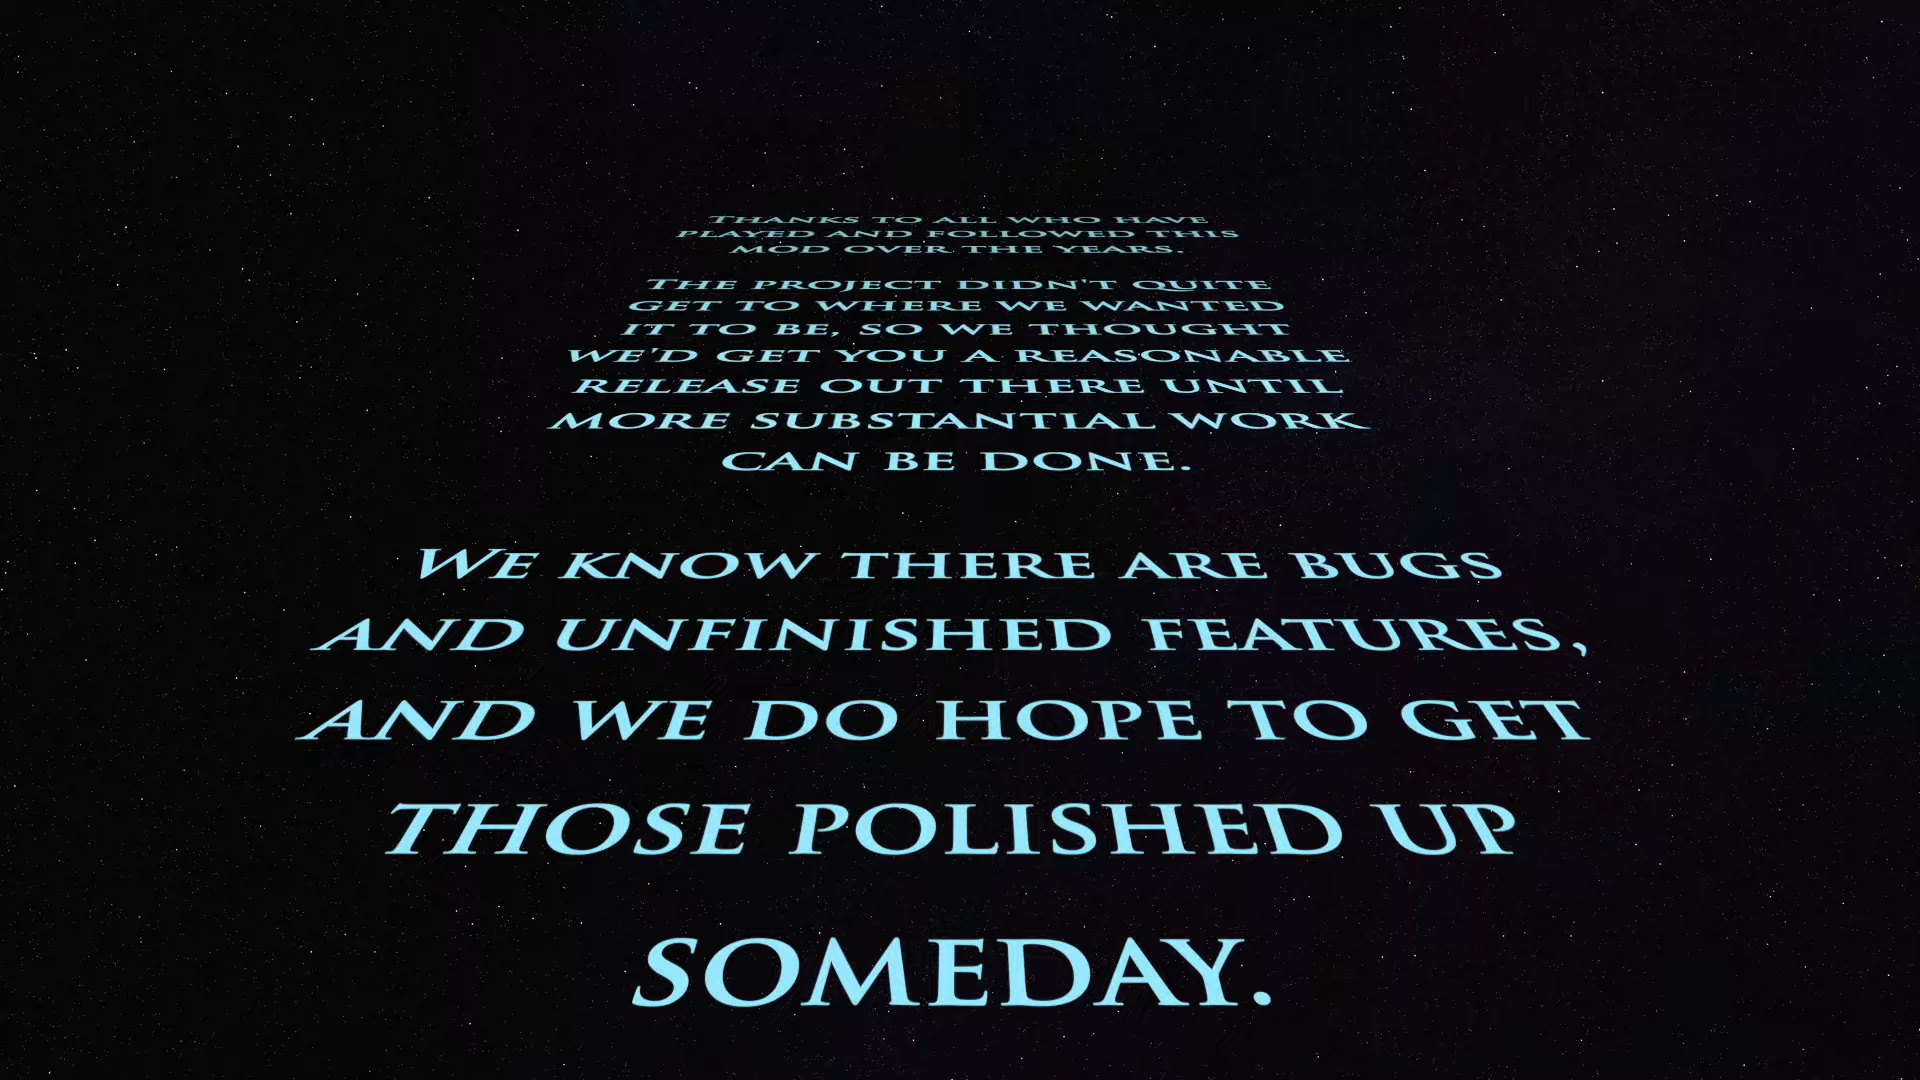 Thanks to all who have
played and followed this
mod over the years.
The project didn't quite
get to where we wanted
it to be, so we thought
we'd get you a reasonable
release out there until
more substantial work
can be done.
We know there are bugs
and unfinished features,
and we do hope to get
those polished up
someday.